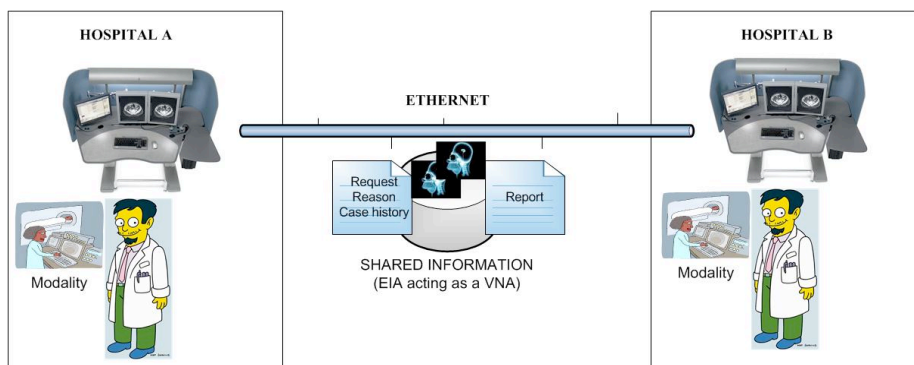 HOSPITAL A
HOSPITAL B
ETHERNET
Request
Reason
Case history
Report
Modality
Modality
SHARED INFORMATION
(EIA acting as a VNA)